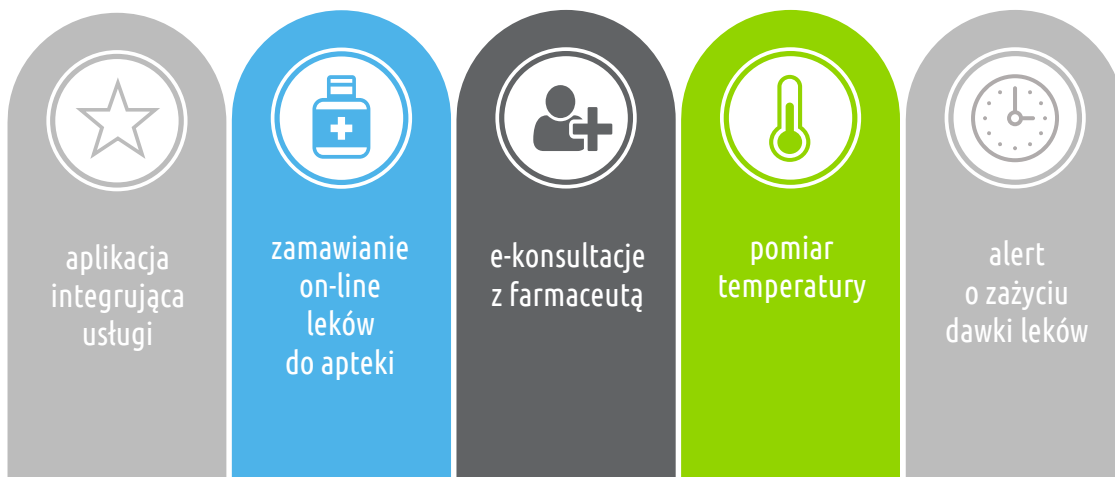 aplikacja
integrująca
usługi
zamawianie
on-line
leków
do apteki
e-konsultacje
z farmaceutą
pomiar
temperatury
alert
o zażyciu
dawki leków